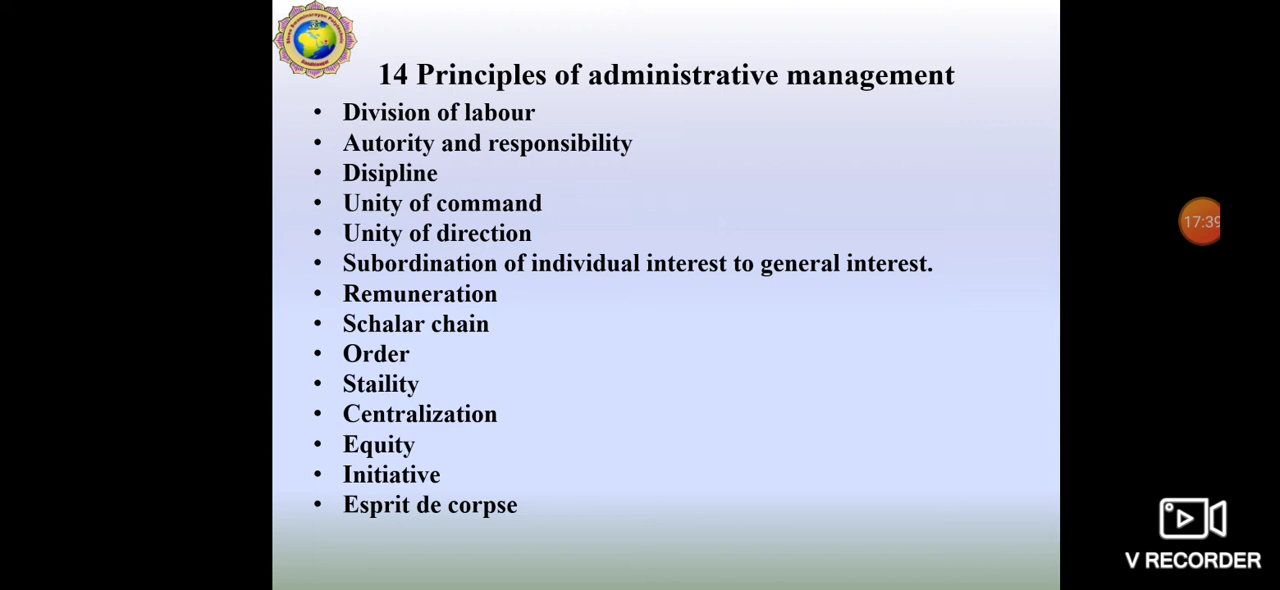 14 Principles of administrative management
• Division of labour
• Autority and responsibility
• Disipline
• Unity of command
• Unity of direction
• Subordination of individual interest to general interest.
• Remuneration
• Schalar chain
• Order
• Staility
• Centralization
• Equity
• Initiative
• Esprit de corpse
17:39
V RECORDER